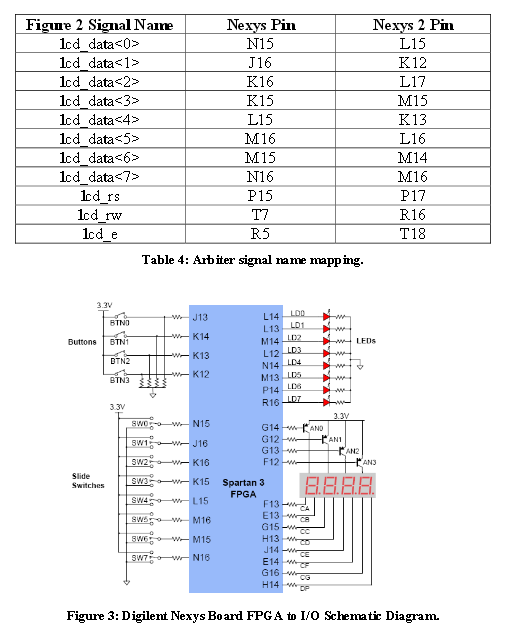 Figure 2 Signal Name Nexys Pin Nexys 2 Pin
lcd_data<0> N15 L15
lcd_data<1> J16 K12
lcd_data<2> K16 L17
lcd_data<3> K15 M15
lcd_data<4> L15 K13
lcd_data<5> M16 L16
lcd_data<6> M15 M14
lcd_data<7> N16 M16
lcd_rs P15 P17
lcd_rw T7 R16
lcd_e R5 T18
Table 4: Arbiter signal name mapping.
3.3V
BTN0
BTN1
BTN2
BTN3
Buttons
J13
K14
K13
K12
3.3V
SW0
SW1
SW2
SW3
SW4
SW5
SW6
SW7
Slide
Switches
N15
J16
K16
K15
L15
M16
M15
N16
Spartan 3
FPGA
L14 LD0
L13 LD1
M14 LD2
L12 LD3
N14 LD4
M13 LD5
P14 LD6
R16 LD7
LEDs
3.3V
G14 AN0
G12 AN1
G13 AN2
F12 AN3
8.8.8.8.
F13 CA
E13 CB
G15 CC
H13 CD
J14 CE
E14 CF
G16 CG
H14 DP
Figure 3: Digilent Nexys Board FPGA to I/O Schematic Diagram.